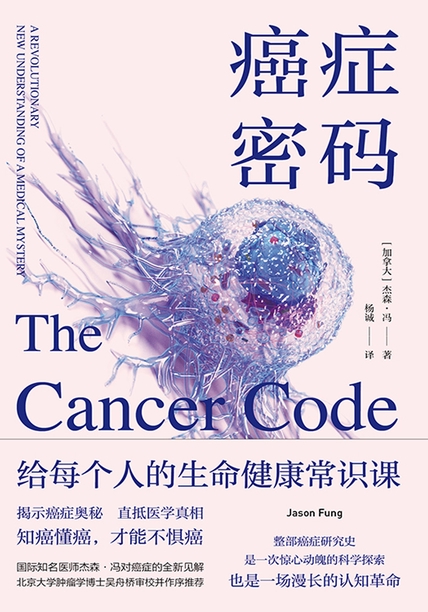 癌症
密码
A REVOLUTIONARY
NEW UNDERSTANDING OF A MEDICAL MYSTERY
[加拿大] 杰森·冯——著
杨诚——译
The
Cancer Code
给每个人的生命健康常识课
揭示癌症奥秘 直抵医学真相
知癌懂癌，才能不惧癌
国际知名医师杰森·冯对癌症的全新见解
北京大学肿瘤学博士吴舟桥审校并作序推荐
Jason Fung
整部癌症研究史
是一次惊心动魄的科学探索
也是一场漫长的认知革命